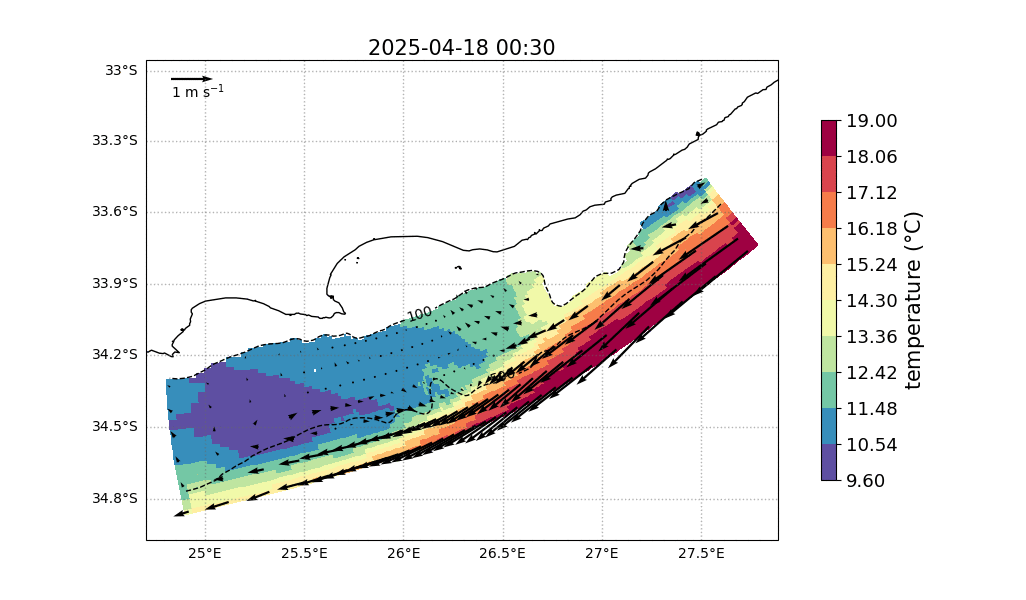 2025-04-18 00:30
33°S
33.3°S
33.6°S
33.9°S
34.2°S
34.5°S
34.8°S
1 m s⁻¹
100
25°E
25.5°E
26°E
26.5°E
27°E
27.5°E
19.00
18.06
17.12
16.18
15.24
14.30
13.36
12.42
11.48
10.54
9.60
temperature (°C)